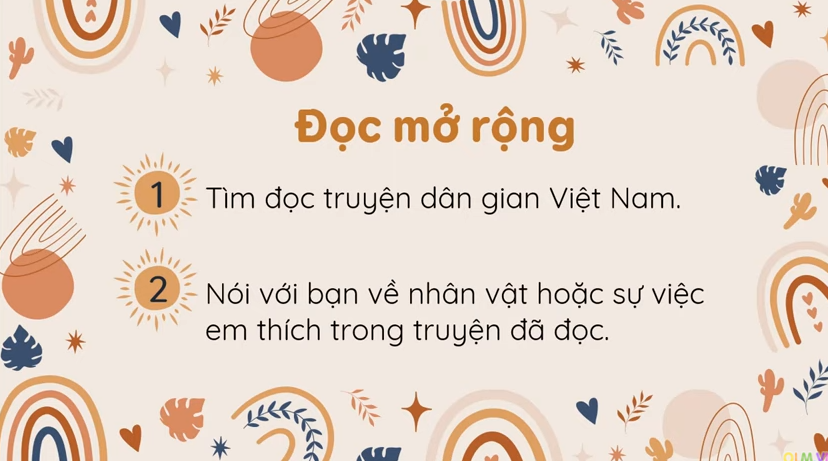 Đọc mở rộng
1 Tìm đọc truyện dân gian Việt Nam.
2 Nói với bạn về nhân vật hoặc sự việc
em thích trong truyện đã đọc.